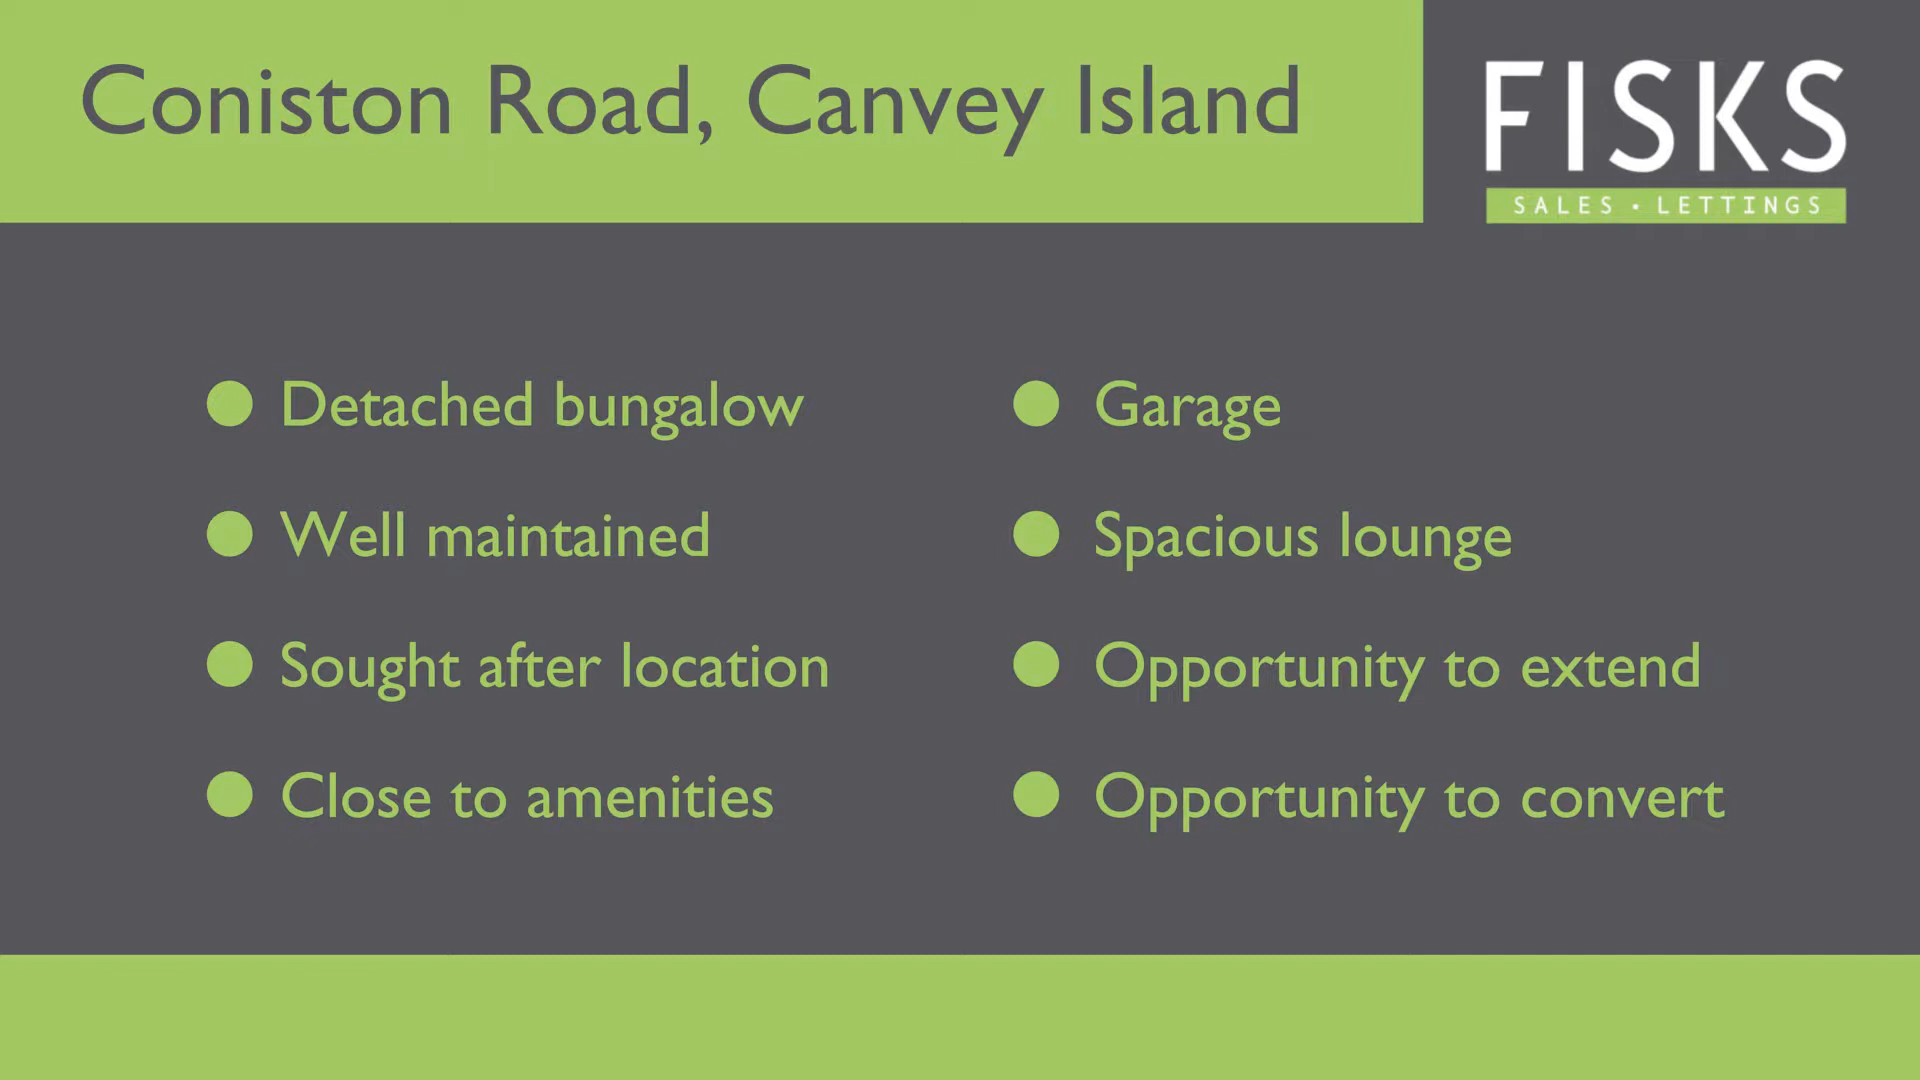 Coniston Road, Canvey Island
FISKS
SALES • LETTINGS
Detached bungalow
Well maintained
Sought after location
Close to amenities
Garage
Spacious lounge
Opportunity to extend
Opportunity to convert